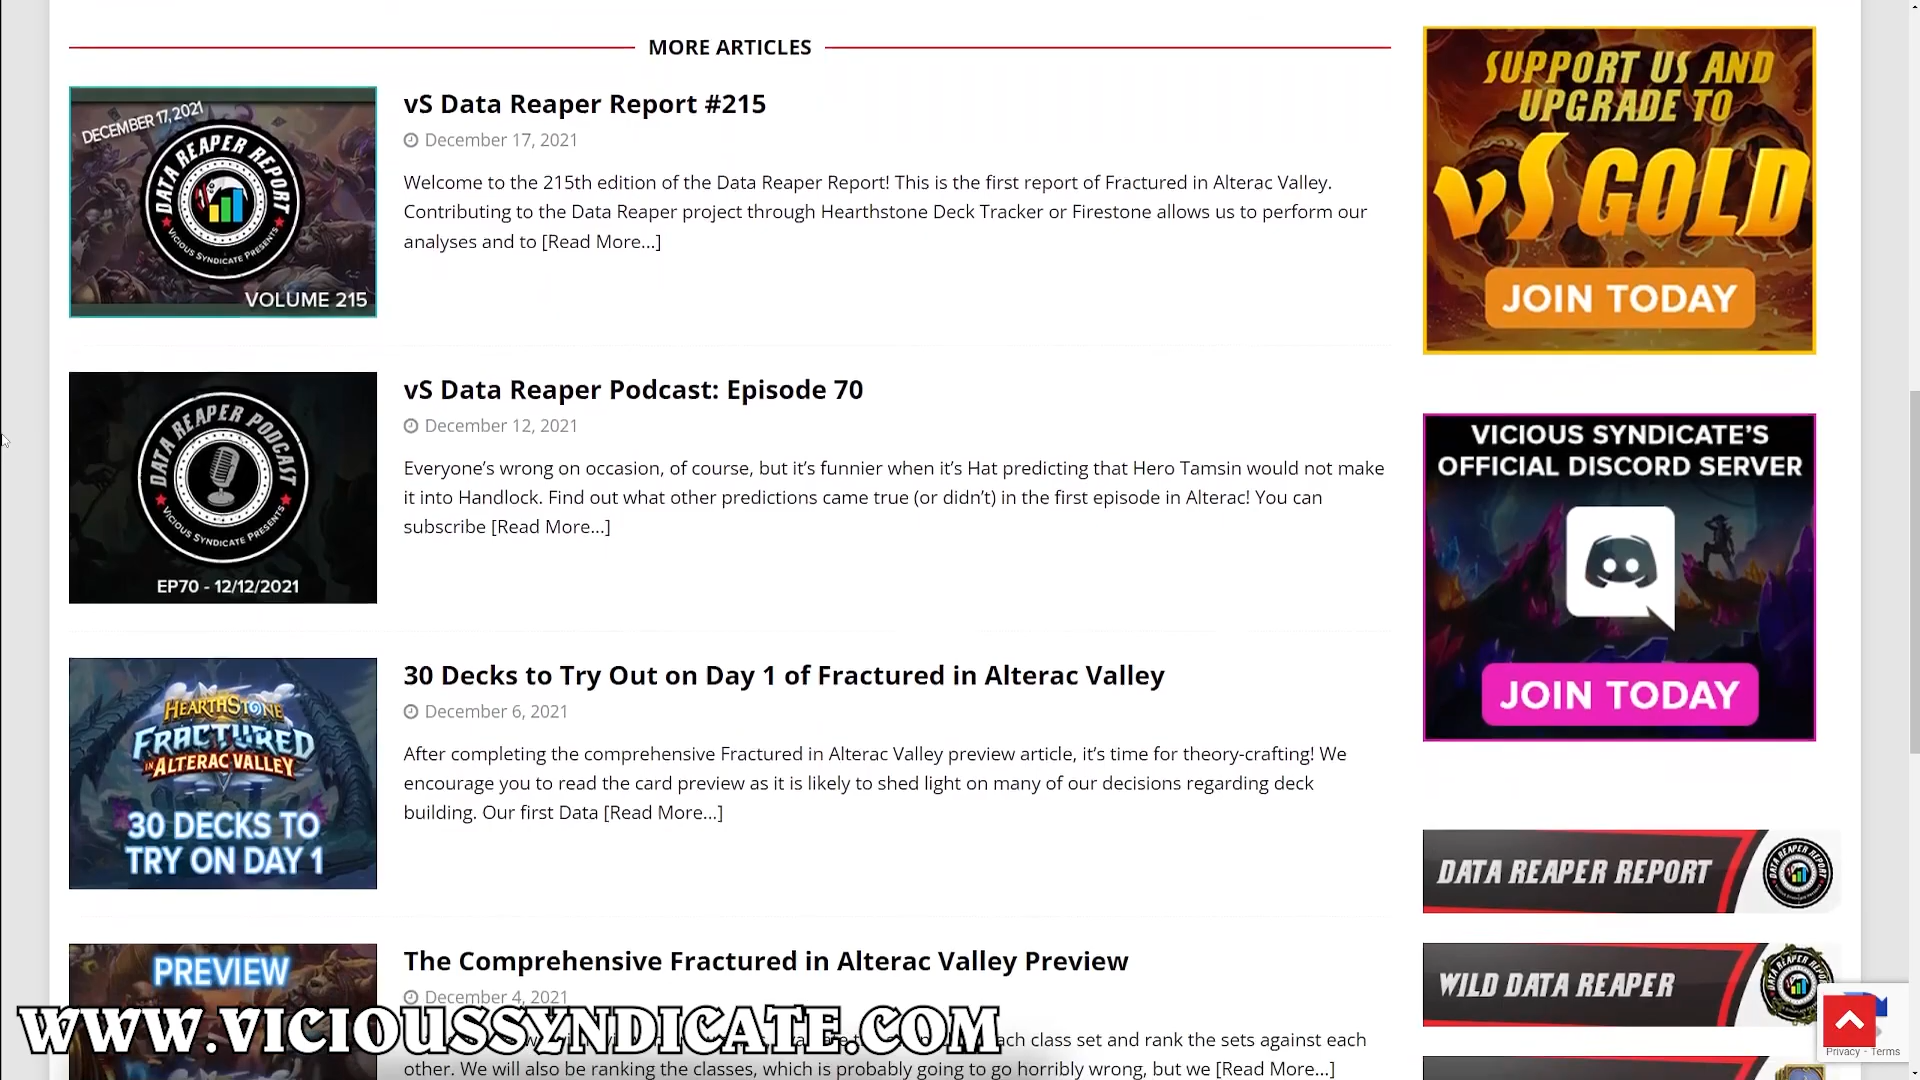 MORE ARTICLES
DECEMBER 17, 2021
DATA REAPER REPORT
VICIOUS SYNDICATE PRESENTS
VOLUME 215
vS Data Reaper Report #215
December 17, 2021
Welcome to the 215th edition of the Data Reaper Report! This is the first report of Fractured in Alterac Valley.
Contributing to the Data Reaper project through Hearthstone Deck Tracker or Firestone allows us to perform our
analyses and to [Read More...]
DATA REAPER PODCAST
VICIOUS SYNDICATE PRESENTS
EP70 - 12/12/2021
vS Data Reaper Podcast: Episode 70
December 12, 2021
Everyone’s wrong on occasion, of course, but it’s funnier when it’s Hat predicting that Hero Tamsin would not make
it into Handlock. Find out what other predictions came true (or didn’t) in the first episode in Alterac! You can
subscribe [Read More...]
HEARTHSTONE
FRACTURED
IN ALTERAC VALLEY
30 DECKS TO
TRY ON DAY 1
30 Decks to Try Out on Day 1 of Fractured in Alterac Valley
December 6, 2021
After completing the comprehensive Fractured in Alterac Valley preview article, it’s time for theory-crafting! We
encourage you to read the card preview as it is likely to shed light on many of our decisions regarding deck
building. Our first Data [Read More...]
PREVIEW
The Comprehensive Fractured in Alterac Valley Preview
December 4, 2021
each class set and rank the sets against each
other. We will also be ranking the classes, which is probably going to go horribly wrong, but we [Read More...]
WWW.VICIOUSSYNDICATE.COM
SUPPORT US AND
UPGRADE TO
vS GOLD
JOIN TODAY
VICIOUS SYNDICATE’S
OFFICIAL DISCORD SERVER
JOIN TODAY
DATA REAPER REPORT
DATA REAPER REPORT
WILD DATA REAPER
Privacy - Terms